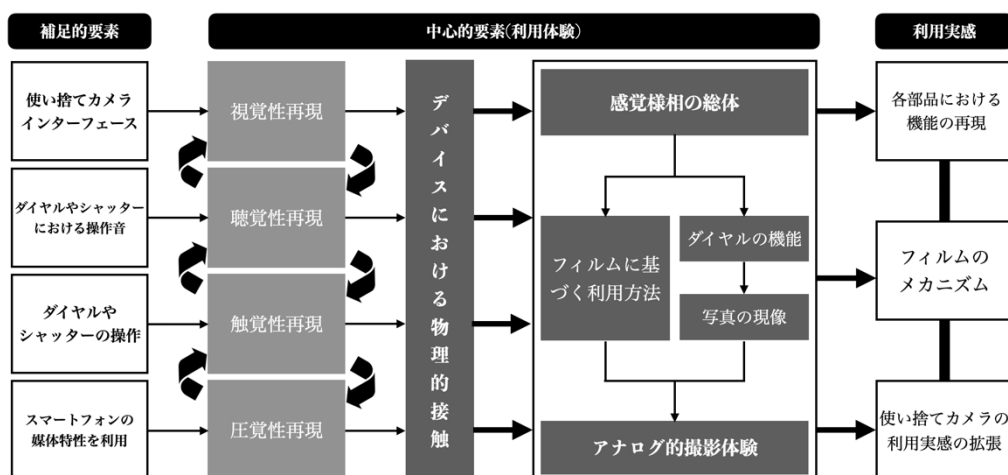 補足的要素
中心的要素(利用体験)
利用実感
使い捨てカメラ
インターフェース
ダイヤルやシャッター
における操作音
ダイヤルや
シャッターの操作
スマートフォンの
媒体特性を利用
視覚性再現
聴覚性再現
触覚性再現
圧覚性再現
デバイスにおける物理的接触
感覚様相の総体
フィルムに基
づく利用方法
ダイヤルの機能
写真の現像
アナログ的撮影体験
各部品における
機能の再現
フィルムの
メカニズム
使い捨てカメラの
利用実感の拡張